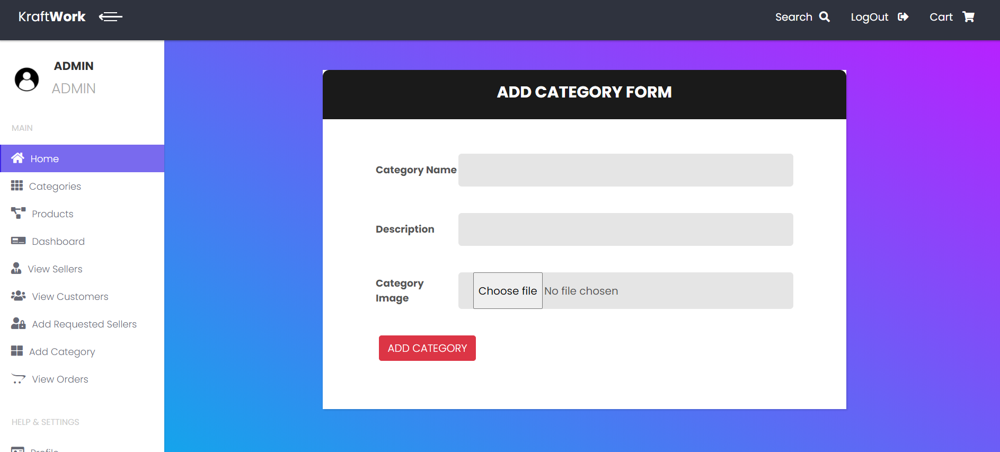 KraftWork
Search
LogOut
Cart
ADMIN
ADMIN
MAIN
Home
Categories
Products
Dashboard
View Sellers
View Customers
Add Requested Sellers
Add Category
View Orders
HELP & SETTINGS
Profile
ADD CATEGORY FORM
Category Name
Description
Category
Image
Choose file No file chosen
ADD CATEGORY